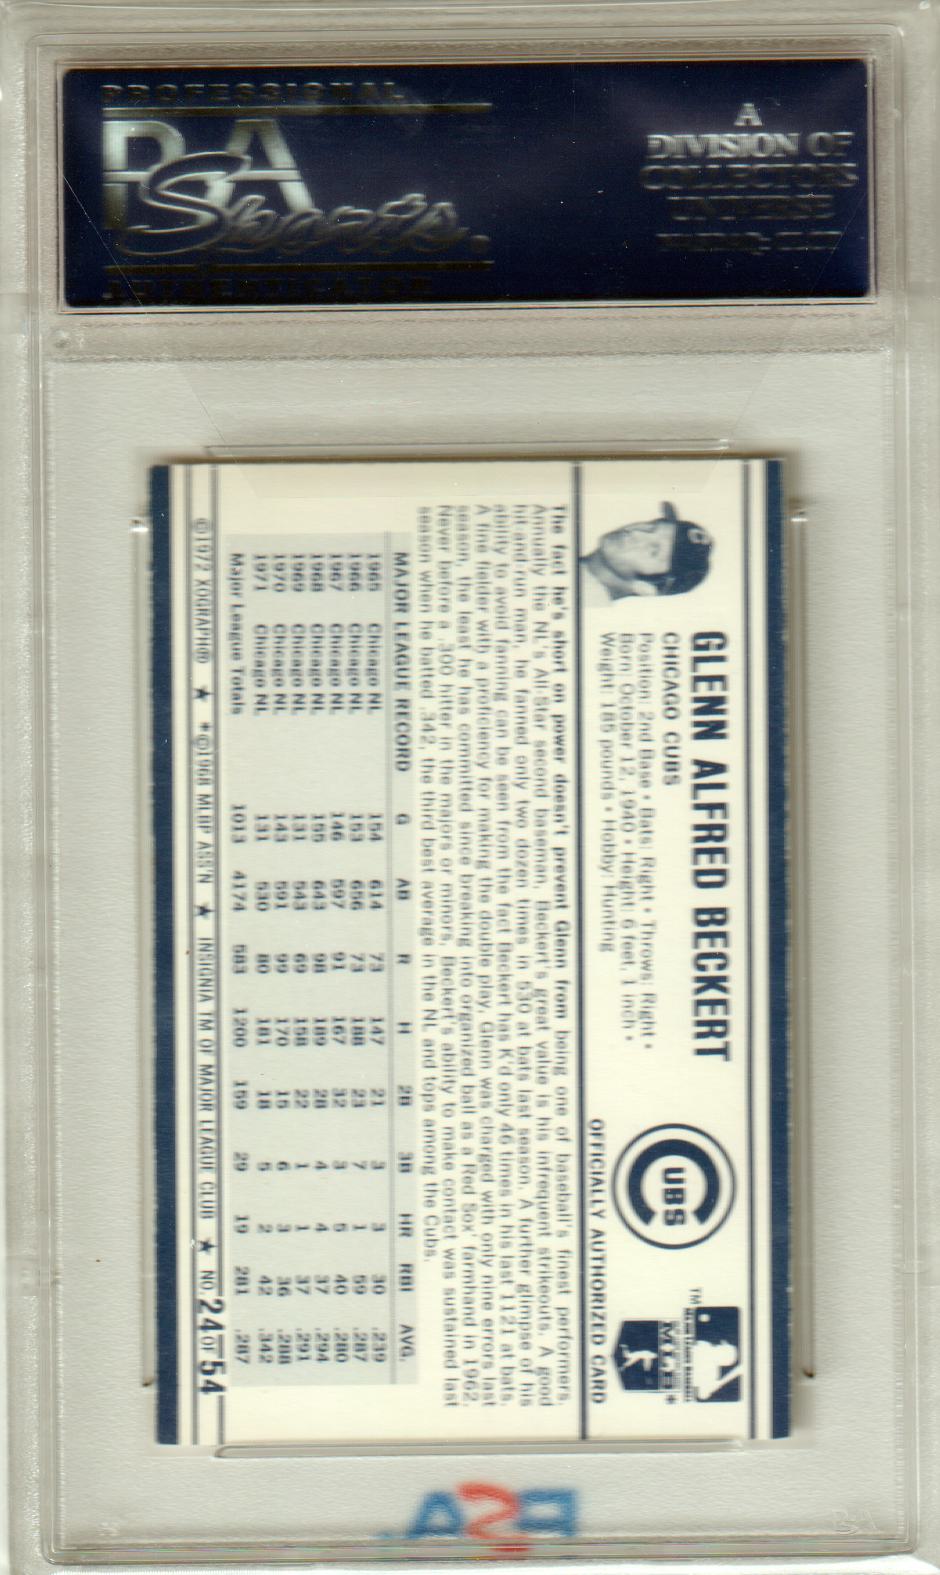 PROFESSIONAL
PSA
Sports.
AUTHENTICATOR
A
DIVISION OF
COLLECTORS
UNIVERSE
NASDAQ: CLCT
GLENN ALFRED BECKERT
CHICAGO CUBS
Position: 2nd Base • Bats: Right • Throws: Right •
Born: October 12, 1940 • Height: 6 feet, 1 inch •
Weight: 185 pounds • Hobby: Hunting
CUBS
TM
MLB
OFFICIALLY AUTHORIZED CARD
The fact he's short on power doesn't prevent Glenn from being one of baseball's finest performers.
Annually the NL's All-Star second baseman, Beckert's great value is his infrequent strikeouts. A good
hit and run man, he fanned only two dozen times in 530 at bats last season. A further glimpse of his
ability to avoid fanning can be seen from the fact Beckert has K'd only 46 times in his last 1121 at bats.
A fine fielder with a proficiency for making the double play, Glenn was charged with only nine errors last
season, the least he has committed since breaking into organized ball as a Red Sox' farmhand in 1962.
Never before a .300 hitter in the majors or minors, Beckert's ability to make contact was sustained last
season when he batted .342, the third best average in the NL and tops among the Cubs.
MAJOR LEAGUE RECORD G AB R H 2B 3B HR RBI AVG.
1965 Chicago NL 154 614 73 147 21 3 3 30 .239
1966 Chicago NL 153 656 73 188 23 7 1 59 .287
1967 Chicago NL 146 597 91 167 32 3 5 40 .280
1968 Chicago NL 155 643 98 189 28 4 4 37 .294
1969 Chicago NL 131 543 69 158 22 1 1 37 .291
1970 Chicago NL 143 591 99 170 15 6 3 36 .288
1971 Chicago NL 131 530 80 181 18 5 2 42 .342
Major League Totals 1013 4174 583 1200 159 29 19 281 .287
©1972 XOGRAPH® ★ *©1968 MLBP ASS'N ★ INSIGNIA TM OF MAJOR LEAGUE CLUB ★ NO. 24 OF 54
PSA